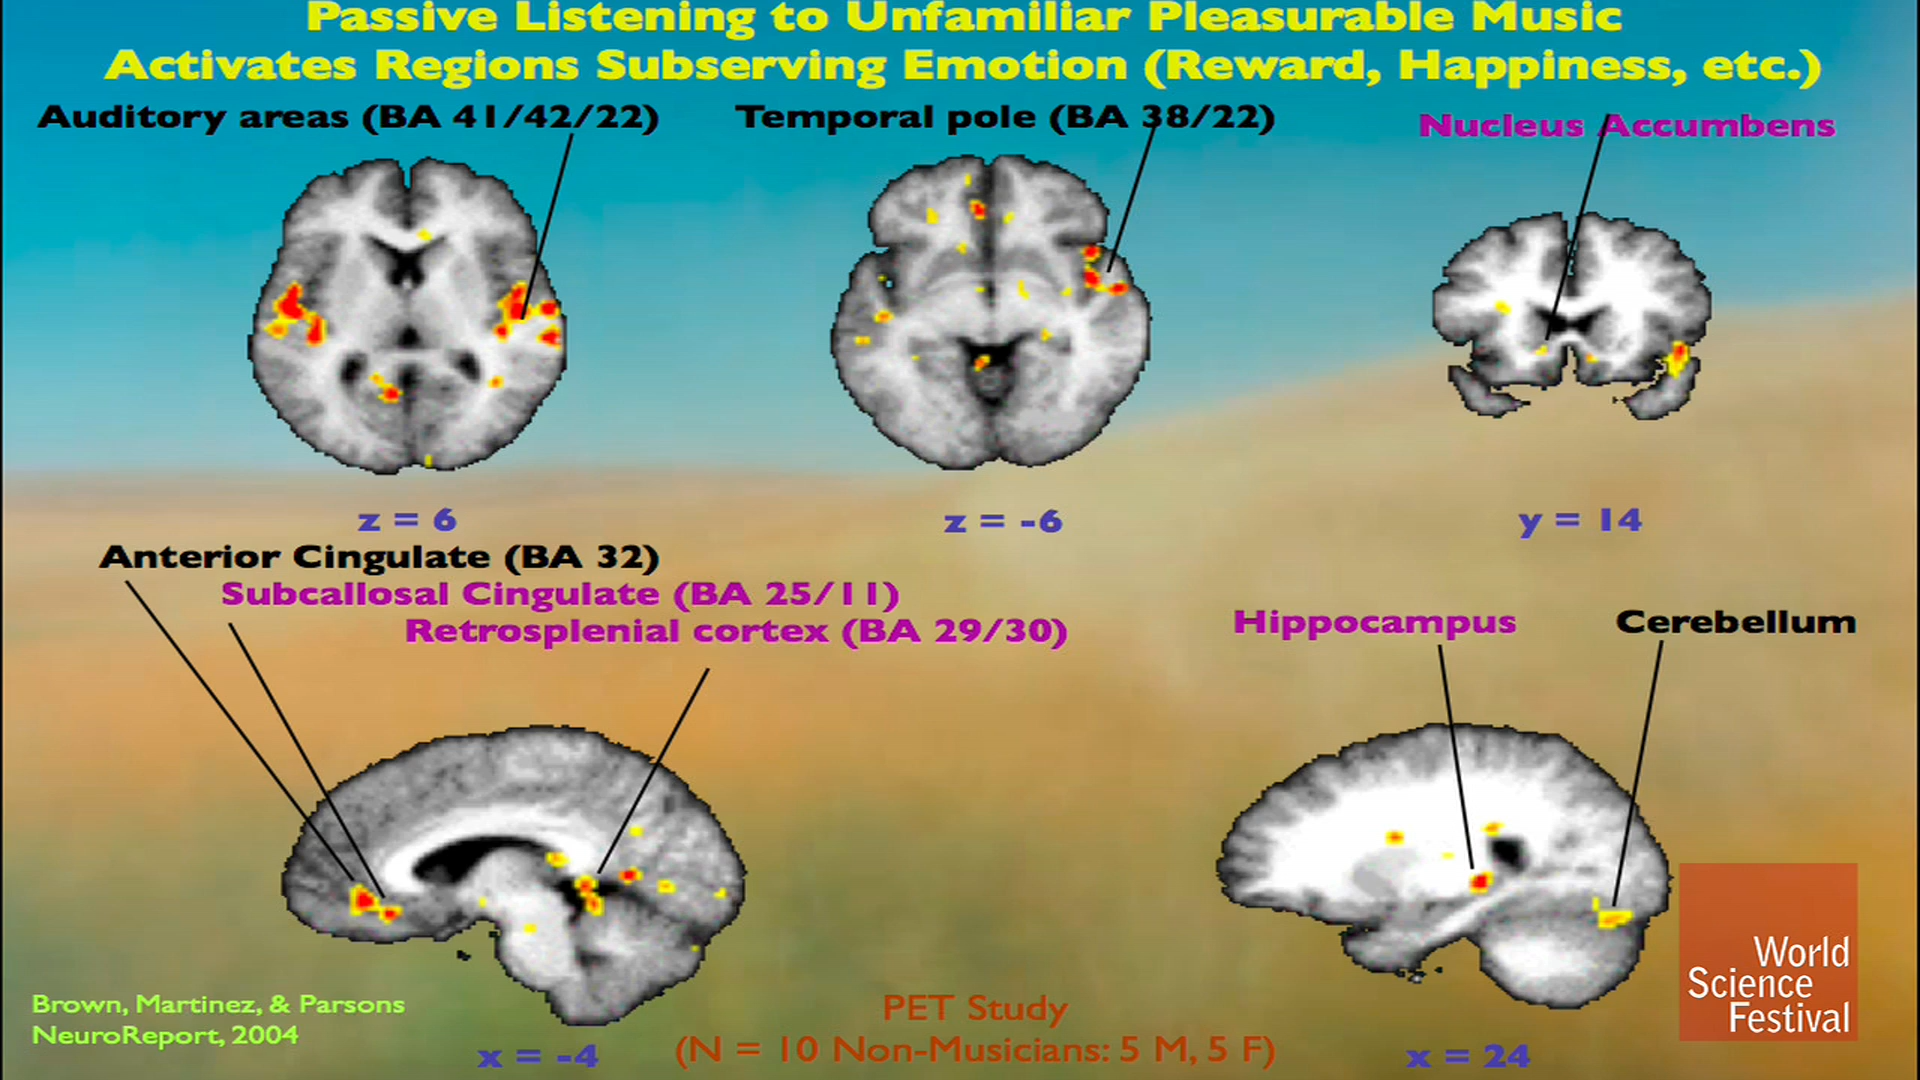 Passive Listening to Unfamiliar Pleasurable Music
Activates Regions Subserving Emotion (Reward, Happiness, etc.)
Auditory areas (BA 41/42/22)
Temporal pole (BA 38/22)
Nucleus Accumbens
z = 6
z = -6
y = 14
Anterior Cingulate (BA 32)
Subcallosal Cingulate (BA 25/11)
Retrosplenial cortex (BA 29/30)
Hippocampus
Cerebellum
Brown, Martinez, & Parsons
NeuroReport, 2004
x = -4
PET Study
(N = 10 Non-Musicians: 5 M, 5 F)
x = 24
World
Science
Festival